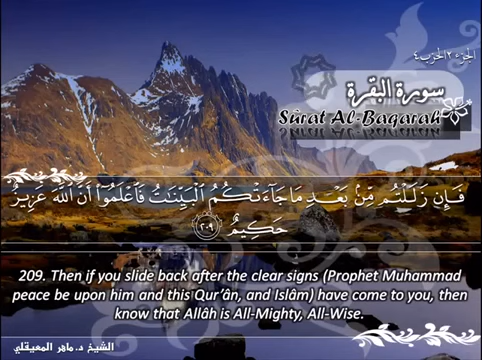 الجزء ٢ الحزب ٤
سورة البقرة
Sûrat Al-Baqarah
فَإِن زَلَلْتُم مِّنۢ بَعْدِ مَا جَآءَتْكُمُ ٱلْبَيِّنَـٰتُ فَٱعْلَمُوٓا۟ أَنَّ ٱللَّهَ عَزِيزٌ
حَكِيمٌ ٢٠٩
209. Then if you slide back after the clear signs (Prophet Muhammad
peace be upon him and this Qur’ân, and Islâm) have come to you, then
know that Allâh is All-Mighty, All-Wise.
الشيخ د. ماهر المعيقلي